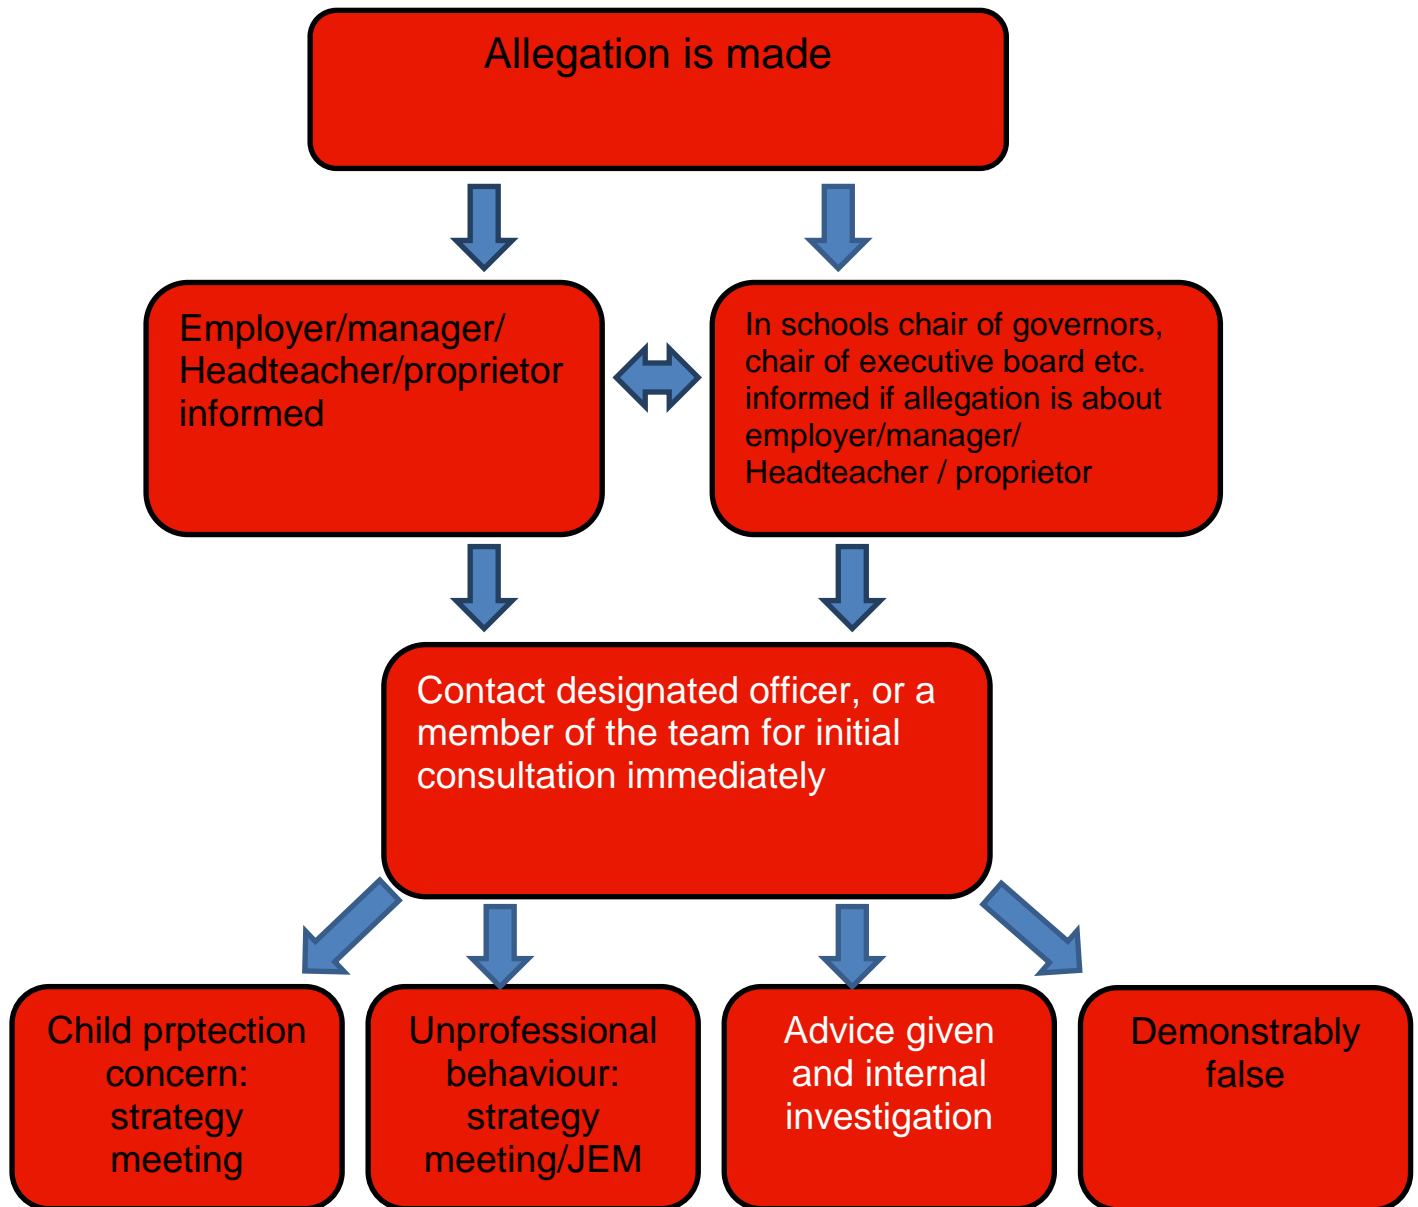 Allegation is made
Employer/manager/
Headteacher/proprietor
informed
In schools chair of governors,
chair of executive board etc.
informed if allegation is about
employer/manager/
Headteacher / proprietor
Contact designated officer, or a
member of the team for initial
consultation immediately
Child prptection
concern:
strategy
meeting
Unprofessional
behaviour:
strategy
meeting/JEM
Advice given
and internal
investigation
Demonstrably
false